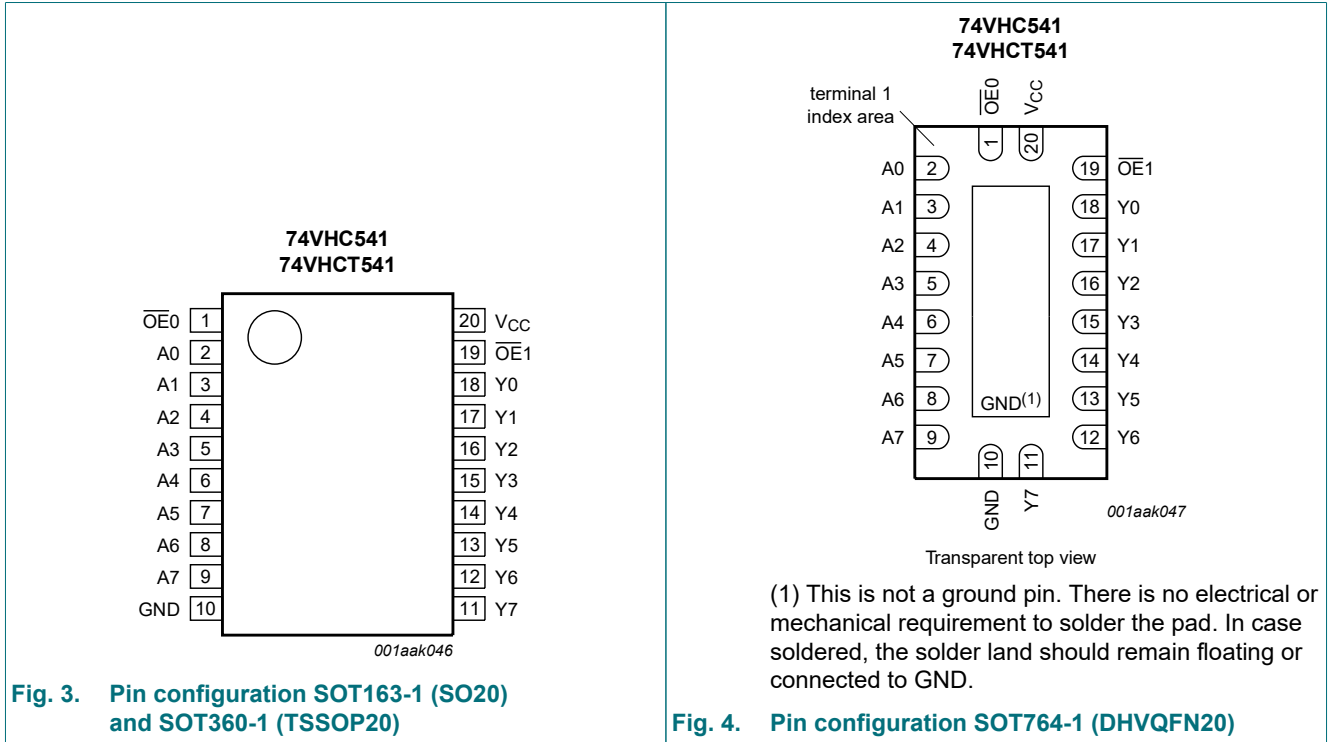 74VHC541
74VHCT541
OE0 1
A0 2
A1 3
A2 4
A3 5
A4 6
A5 7
A6 8
A7 9
GND 10
20 VCC
19 OE1
18 Y0
17 Y1
16 Y2
15 Y3
14 Y4
13 Y5
12 Y6
11 Y7
001aak046
Fig. 3. Pin configuration SOT163-1 (SO20)
and SOT360-1 (TSSOP20)
74VHC541
74VHCT541
terminal 1
index area
OE0
VCC
1
20
A0 2
A1 3
A2 4
A3 5
A4 6
A5 7
A6 8
A7 9
19 OE1
18 Y0
17 Y1
16 Y2
15 Y3
14 Y4
13 Y5
12 Y6
GND(1)
10
11
GND
Y7
001aak047
Transparent top view
(1) This is not a ground pin. There is no electrical or
mechanical requirement to solder the pad. In case
soldered, the solder land should remain floating or
connected to GND.
Fig. 4. Pin configuration SOT764-1 (DHVQFN20)